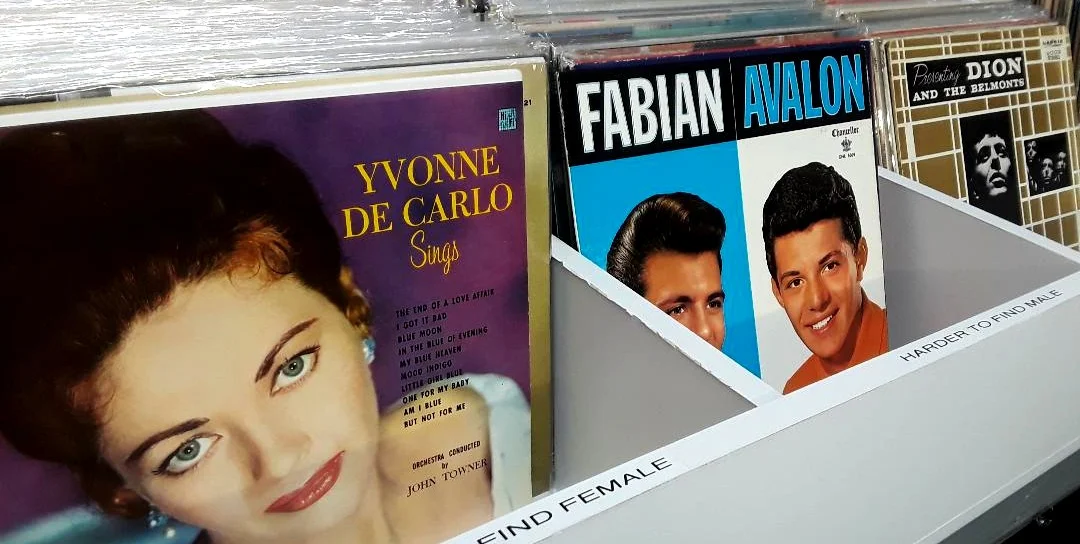 21
YVONNE
DE CARLO
Sings
THE END OF A LOVE AFFAIR
I GOT IT BAD
BLUE MOON
IN THE BLUE OF EVENING
MY BLUE HEAVEN
MOOD INDIGO
LITTLE GIRL BLUE
ONE FOR MY BABY
AM I BLUE
BUT NOT FOR ME
ORCHESTRA CONDUCTED
by
JOHN TOWNER
FABIAN
AVALON
Chancellor
Presenting DION
AND THE BELMONTS
FIND FEMALE
HARDER TO FIND MALE